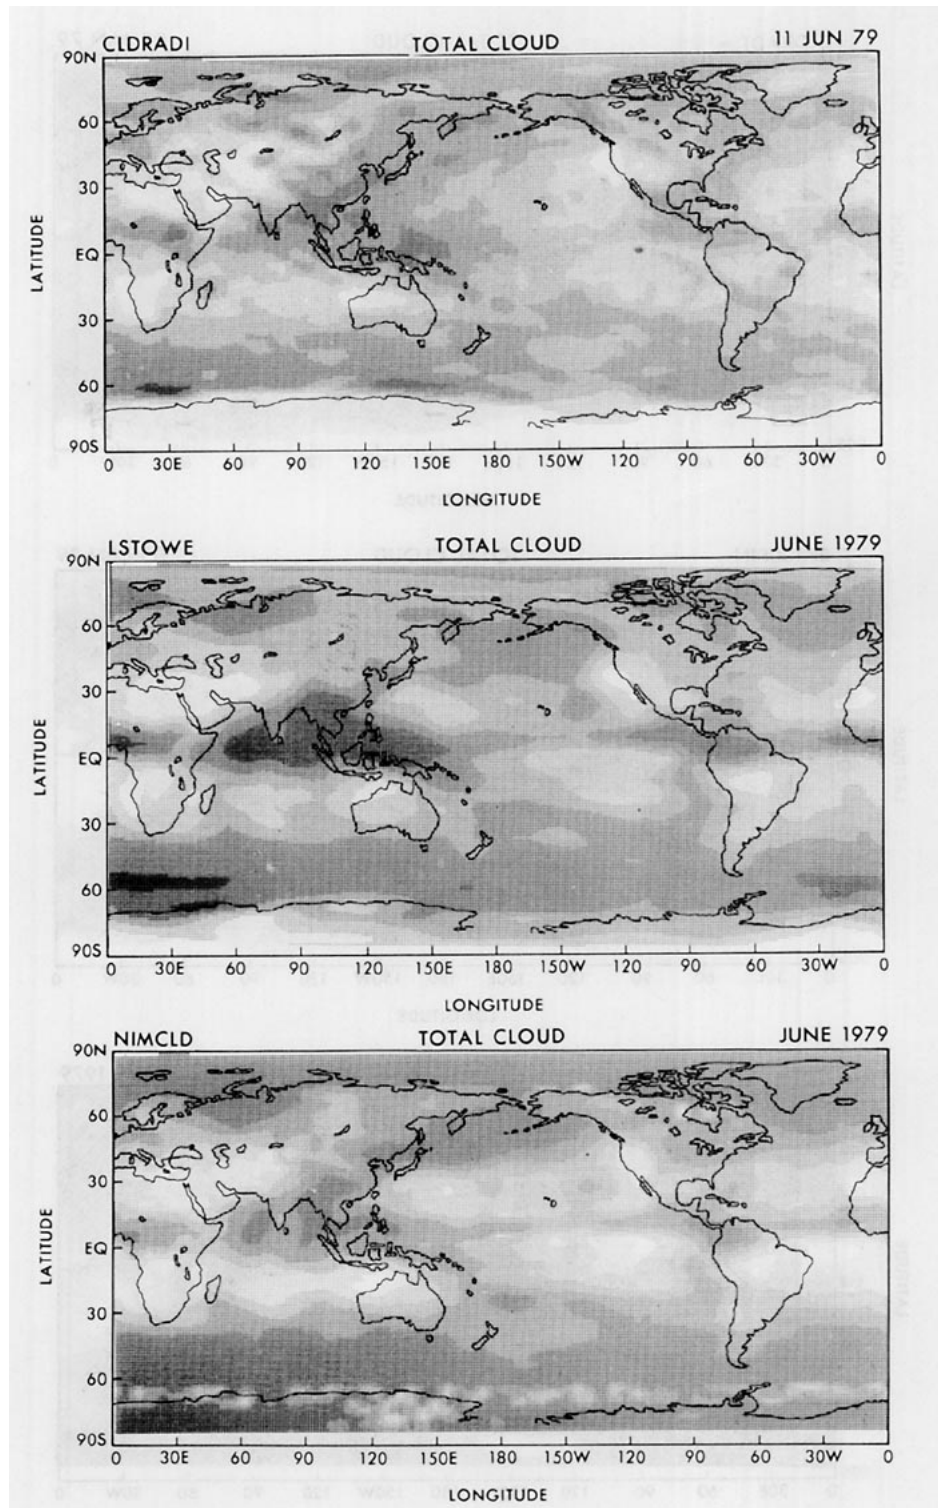 CLDRADI TOTAL CLOUD 11 JUN 79
90N
60
30
EQ
30
60
90S
LATITUDE
0 30E 60 90 120 150E 180 150W 120 90 60 30W 0
LONGITUDE
LSTOWE TOTAL CLOUD JUNE 1979
90N
60
30
EQ
30
60
90S
LATITUDE
0 30E 60 90 120 150E 180 150W 120 90 60 30W 0
LONGITUDE
NIMCLD TOTAL CLOUD JUNE 1979
90N
60
30
EQ
30
60
90S
LATITUDE
0 30E 60 90 120 150E 180 150W 120 90 60 30W 0
LONGITUDE